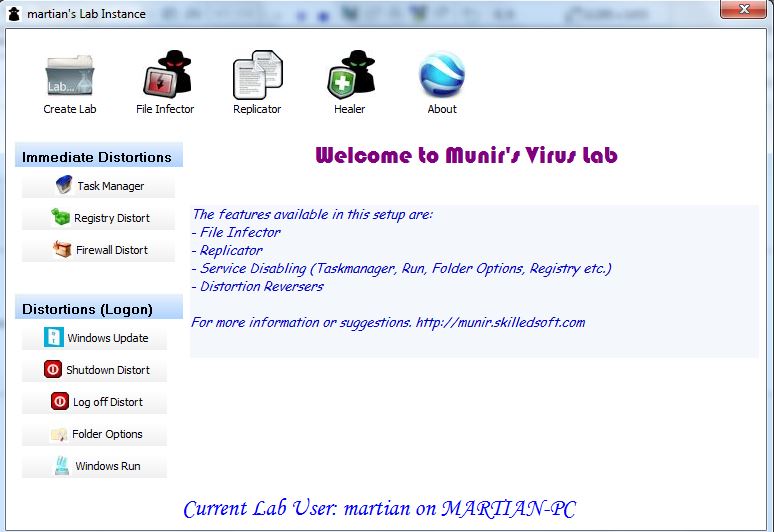 martian's Lab Instance
Lab...
Create Lab
File Infector
Replicator
Healer
About
Immediate Distortions
Task Manager
Registry Distort
Firewall Distort
Distortions (Logon)
Windows Update
Shutdown Distort
Log off Distort
Folder Options
Windows Run
Welcome to Munir's Virus Lab
The features available in this setup are:
- File Infector
- Replicator
- Service Disabling (Taskmanager, Run, Folder Options, Registry etc.)
- Distortion Reversers
For more information or suggestions. http://munir.skilledsoft.com
Current Lab User: martian on MARTIAN-PC